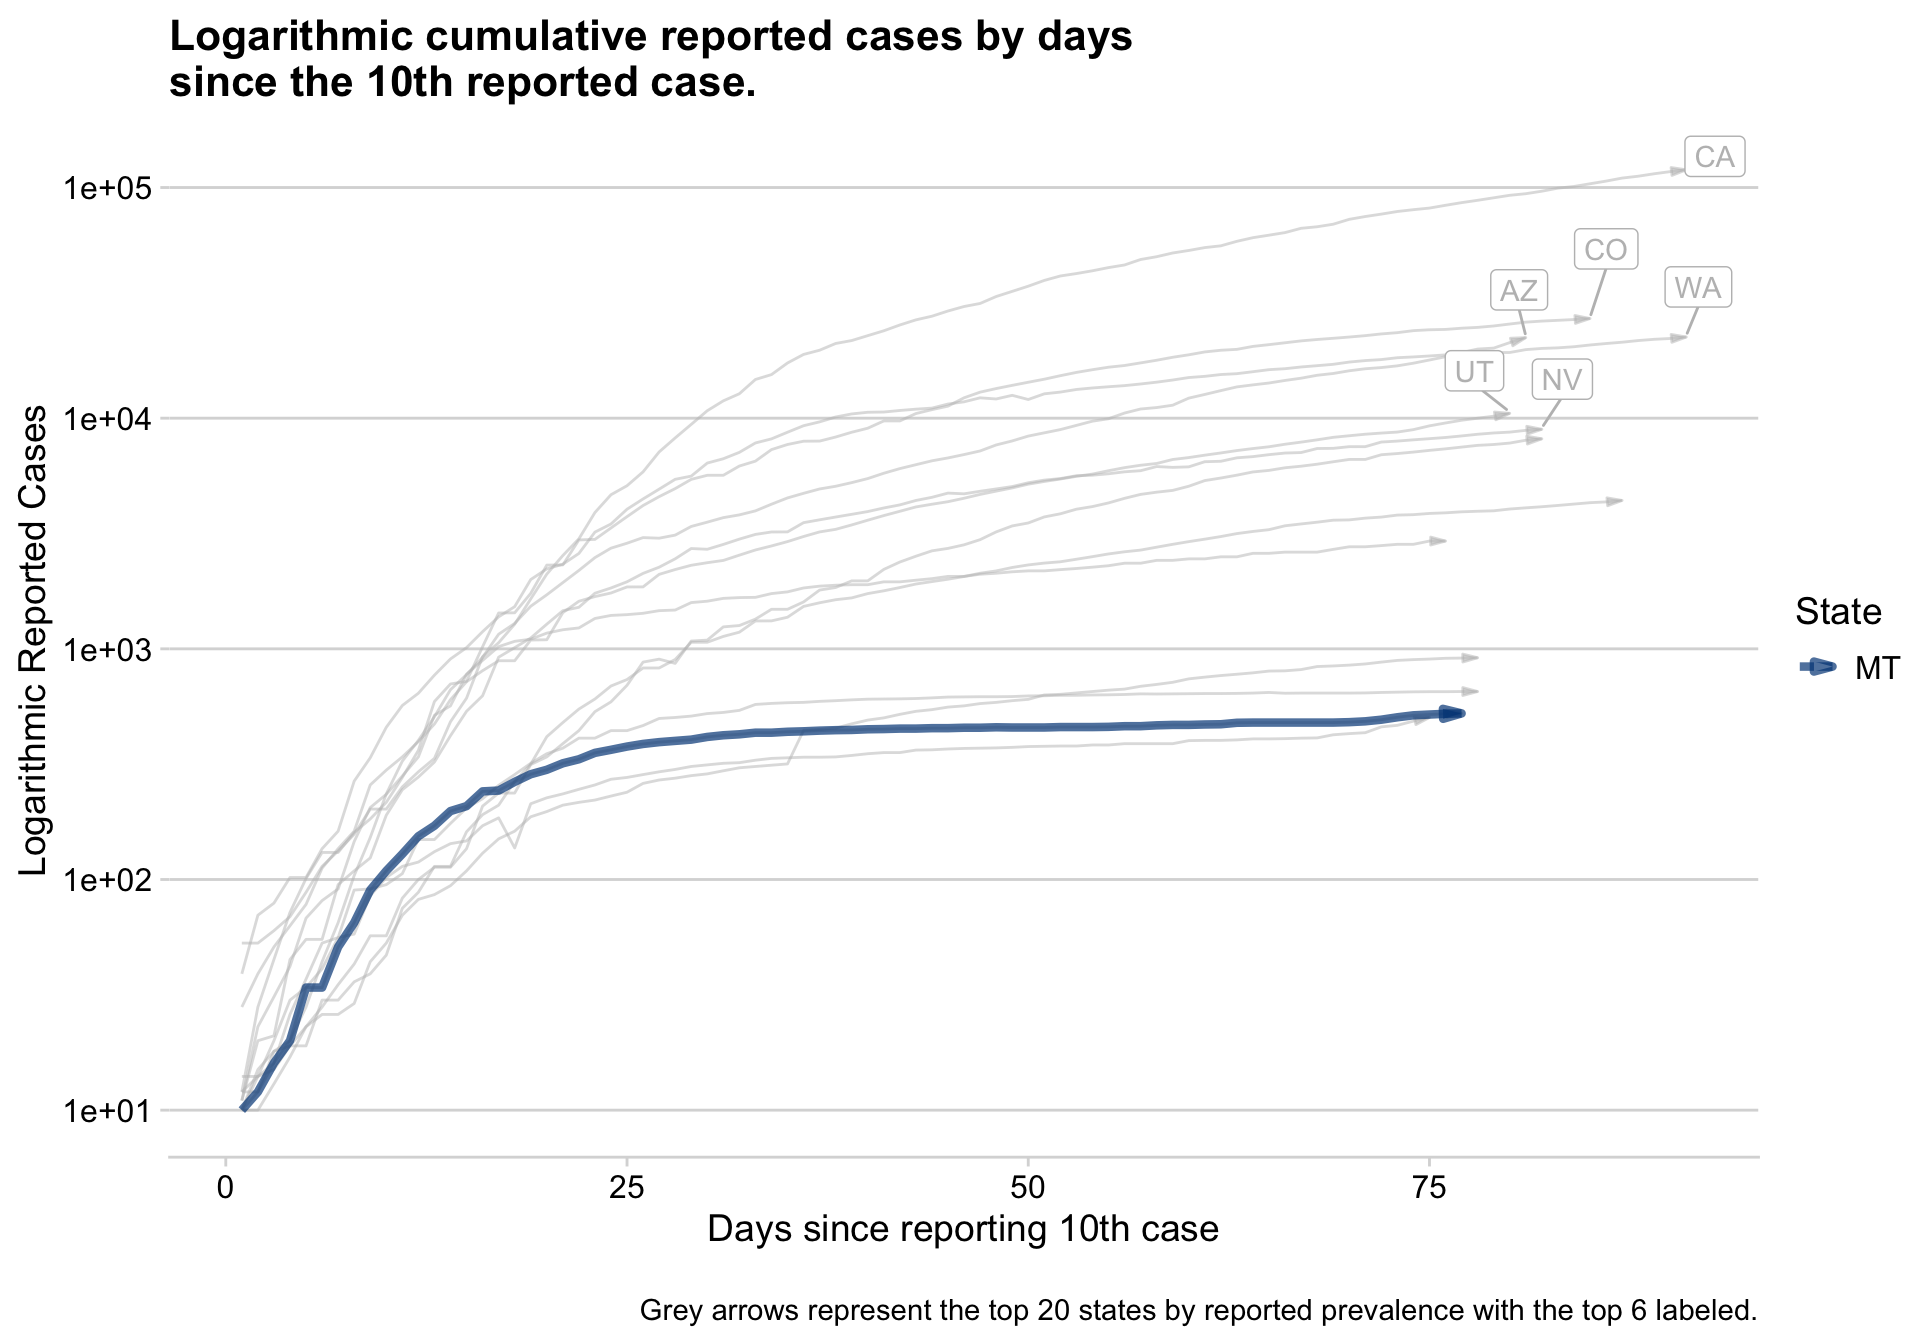 Logarithmic cumulative reported cases by days
since the 10th reported case.
Logarithmic Reported Cases
1e+05
1e+04
1e+03
1e+02
1e+01
CA
CO
WA
AZ
UT
NV
State
MT
0
25
50
75
Days since reporting 10th case
Grey arrows represent the top 20 states by reported prevalence with the top 6 labeled.